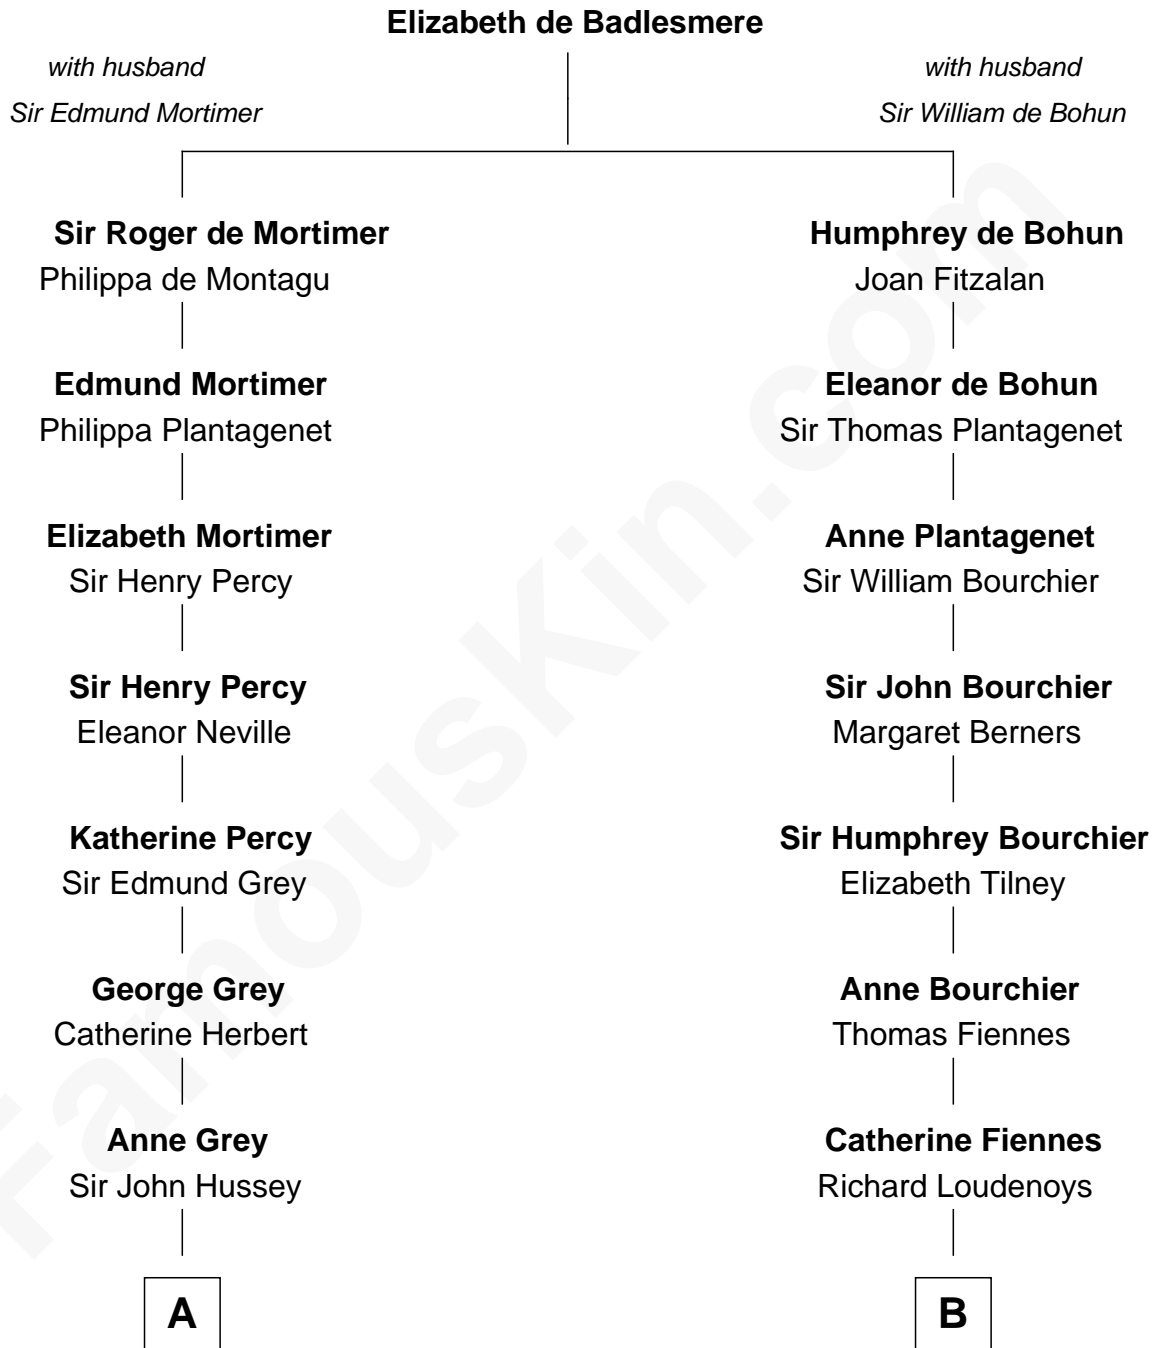 Elizabeth de Badlesmere
with husband
Sir Edmund Mortimer
with husband
Sir William de Bohun
Sir Roger de Mortimer
Philippa de Montagu
Humphrey de Bohun
Joan Fitzalan
Edmund Mortimer
Philippa Plantagenet
Eleanor de Bohun
Sir Thomas Plantagenet
Elizabeth Mortimer
Sir Henry Percy
Anne Plantagenet
Sir William Bourchier
Sir Henry Percy
Eleanor Neville
Sir John Bourchier
Margaret Berners
Katherine Percy
Sir Edmund Grey
Sir Humphrey Bourchier
Elizabeth Tilney
George Grey
Catherine Herbert
Anne Bourchier
Thomas Fiennes
Anne Grey
Sir John Hussey
Catherine Fiennes
Richard Loudenoys
A
B
FamousKin.com